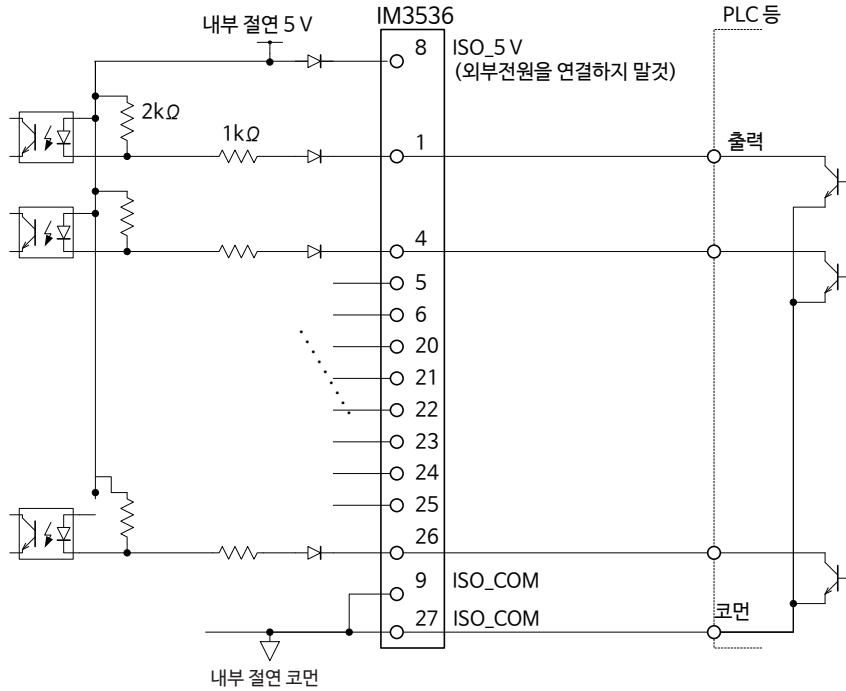 내부 절연 5 V
IM3536
PLC 등
8
ISO_5 V
(외부전원을 연결하지 말것)
2kΩ
1kΩ
1
출력
4
5
6
20
21
22
23
24
25
26
9 ISO_COM
27 ISO_COM
코먼
내부 절연 코먼